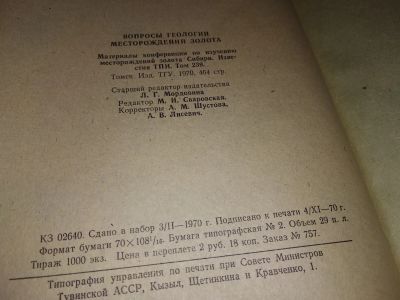 ВОПРОСЫ ГЕОЛОГИИ
МЕСТОРОЖДЕНИЙ ЗОЛОТА
Материалы конференции по изучению
месторождений золота Сибири. Изве-
стия ТПИ. Том 239.
Томск Изд. ТГУ. 1970, 464 стр.
Старший редактор издательства
Л. Г. Мордовина
Редактор М. И. Сваровская.
Корректоры А. М. Шустова,
А. В. Лисевич.
КЗ 02640. Сдано в набор 3/II—1970 г. Подписано к печати 4/XI—70 г.
Формат бумаги 70×108¹/₁₆. Бумага типографская № 2. Объем 29 п. л.
Тираж 1000 экз. Цена в переплете 2 руб. 18 коп. Заказ № 757.
Типография управления по печати при Совете Министров
Тувинской АССР, Кызыл, Щетинкина и Кравченко, 1.